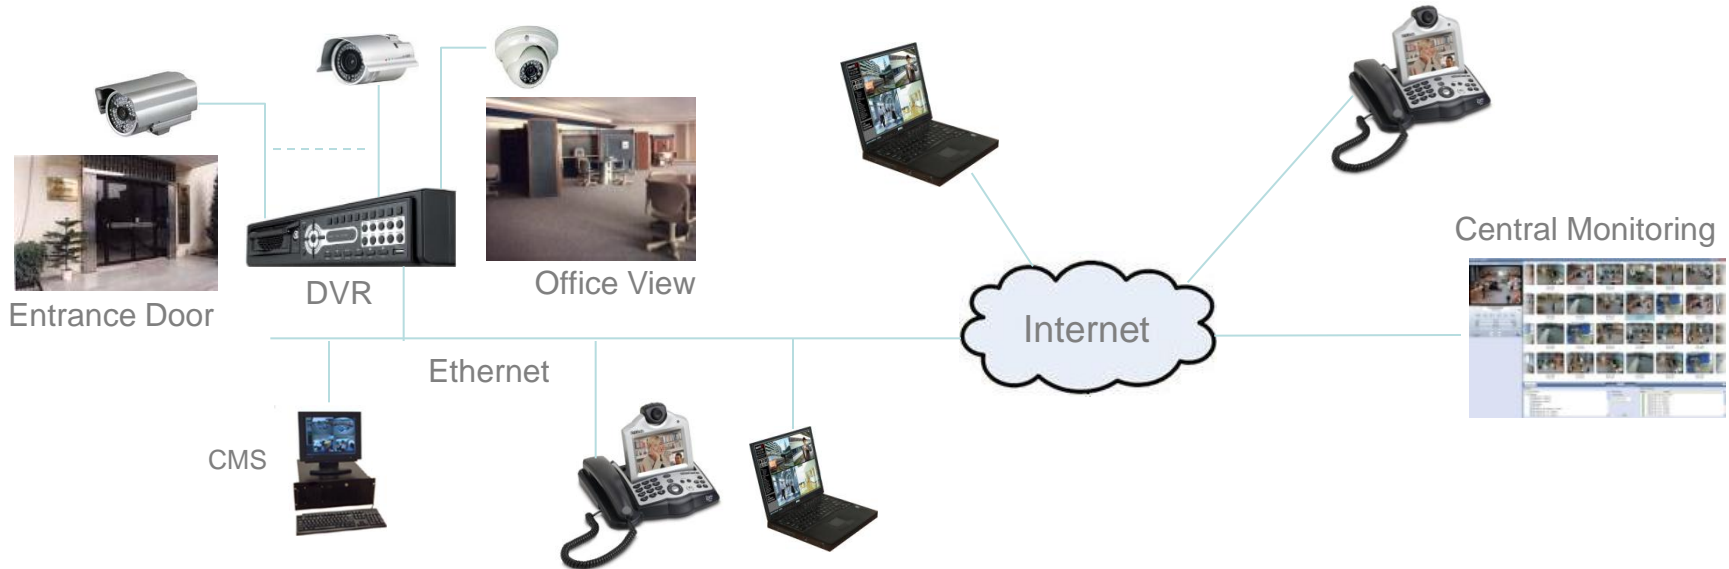 Entrance Door
DVR
Office View
Ethernet
CMS
Internet
Central Monitoring